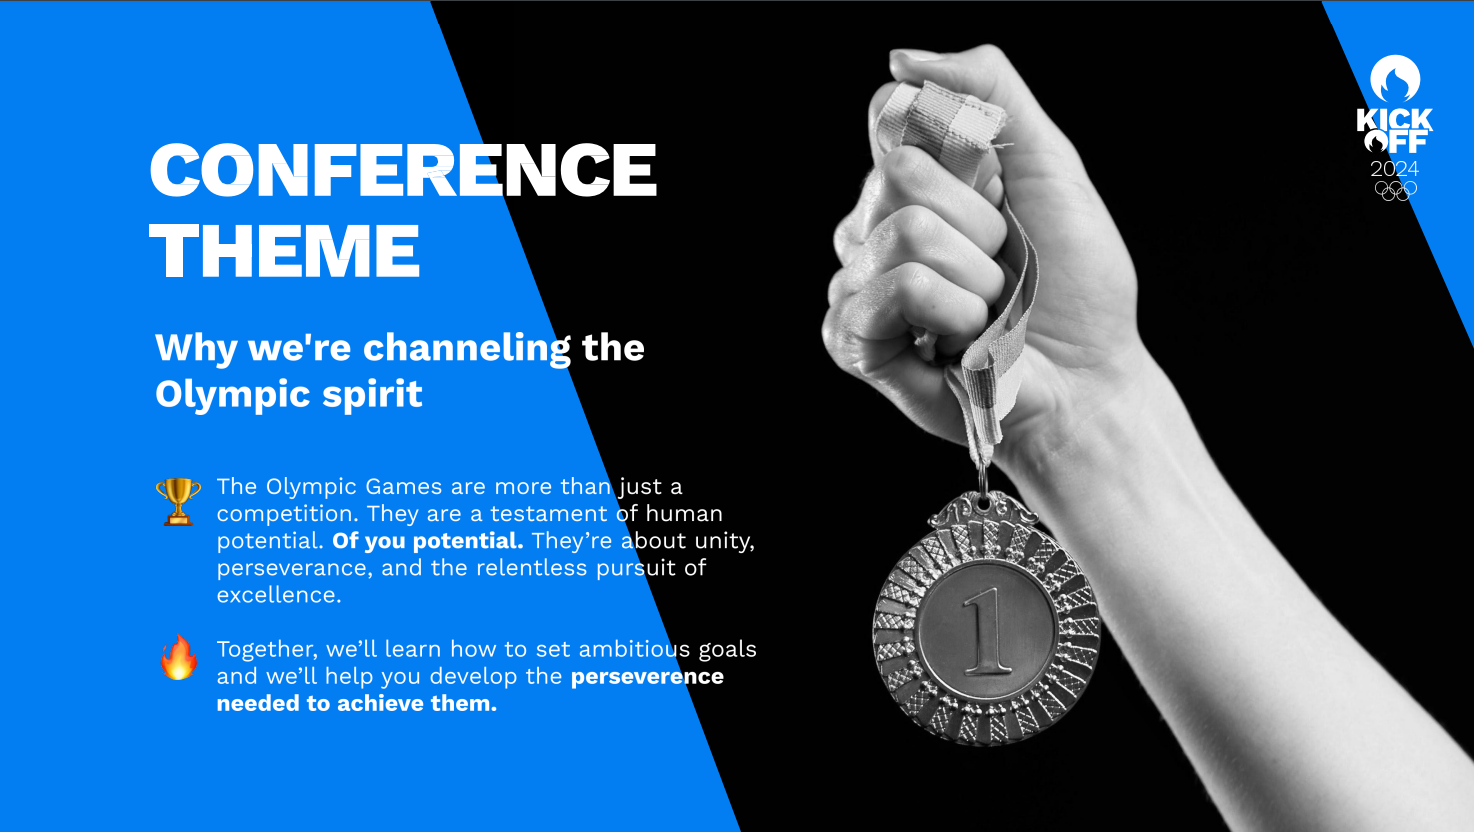 CONFERENCE
THEME
Why we're channeling the
Olympic spirit
The Olympic Games are more than just a
competition. They are a testament of human
potential. Of you potential. They’re about unity,
perseverance, and the relentless pursuit of
excellence.
Together, we’ll learn how to set ambitious goals
and we’ll help you develop the perseverence
needed to achieve them.
KICK
OFF
2024
1